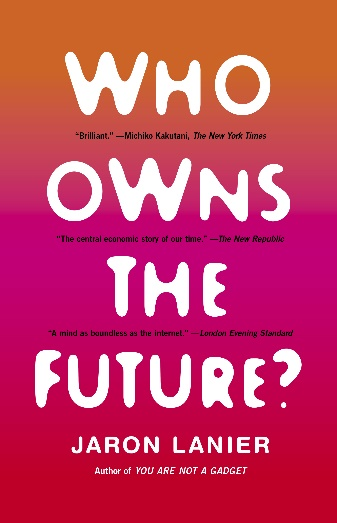 WHO
“Brilliant.” —Michiko Kakutani, The New York Times
OWNS
“The central economic story of our time.” —The New Republic
THE
“A mind as boundless as the internet.” —London Evening Standard
FUTURE?
JARON LANIER
Author of YOU ARE NOT A GADGET